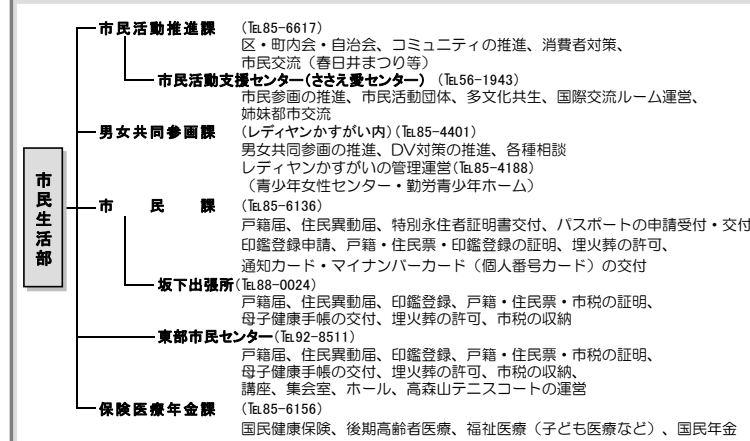 市民活動推進課 (℡85-6617)
区・町内会・自治会、コミュニティの推進、消費者対策、
市民交流（春日井まつり等）
市民活動支援センター(ささえ愛センター) (℡56-1943)
市民参画の推進、市民活動団体、多文化共生、国際交流ルーム運営、
姉妹都市交流
男女共同参画課 (レディヤンかすがい内)(℡85-4401)
男女共同参画の推進、DV対策の推進、各種相談
レディヤンかすがいの管理運営(℡85-4188)
（青少年女性センター・勤労青少年ホーム）
市民生活部
市民課 (℡85-6136)
戸籍届、住民異動届、特別永住者証明書交付、パスポートの申請受付・交付
印鑑登録申請、戸籍・住民票・印鑑登録の証明、埋火葬の許可、
通知カード・マイナンバーカード（個人番号カード）の交付
坂下出張所(℡88-0024)
戸籍届、住民異動届、印鑑登録、戸籍・住民票・市税の証明、
母子健康手帳の交付、埋火葬の許可、市税の収納
東部市民センター(℡92-8511)
戸籍届、住民異動届、印鑑登録、戸籍・住民票・市税の証明、
母子健康手帳の交付、埋火葬の許可、市税の収納、
講座、集会室、ホール、高森山テニスコートの運営
保険医療年金課 (℡85-6156)
国民健康保険、後期高齢者医療、福祉医療（子ども医療など）、国民年金